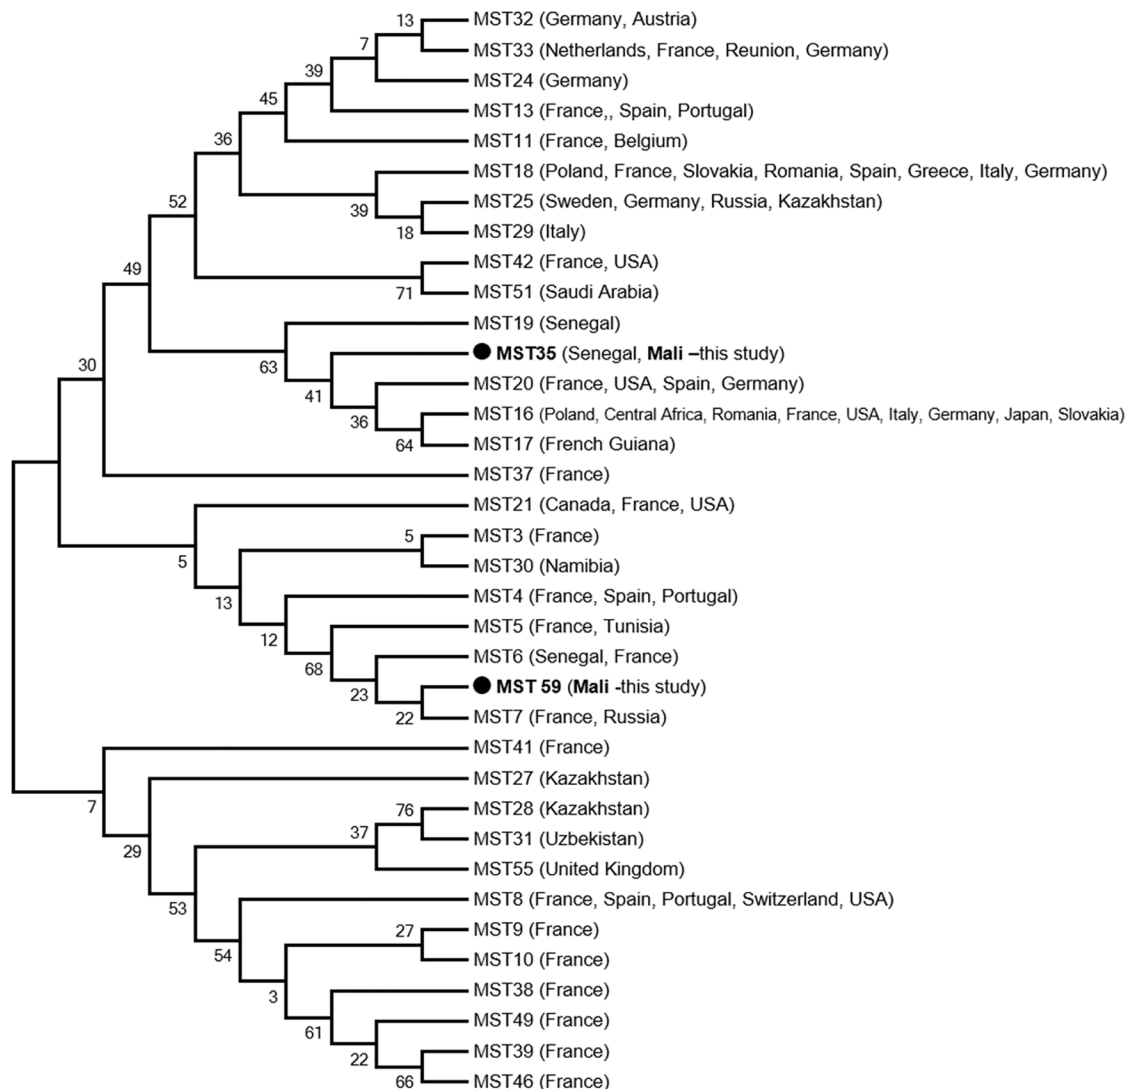 13
MST32 (Germany, Austria)
7
MST33 (Netherlands, France, Reunion, Germany)
39
MST24 (Germany)
45
MST13 (France,, Spain, Portugal)
36
MST11 (France, Belgium)
MST18 (Poland, France, Slovakia, Romania, Spain, Greece, Italy, Germany)
52
39
MST25 (Sweden, Germany, Russia, Kazakhstan)
18
MST29 (Italy)
49
MST42 (France, USA)
71
MST51 (Saudi Arabia)
MST19 (Senegal)
30
63
MST35 (Senegal, Mali –this study)
41
MST20 (France, USA, Spain, Germany)
36
MST16 (Poland, Central Africa, Romania, France, USA, Italy, Germany, Japan, Slovakia)
64
MST17 (French Guiana)
MST37 (France)
MST21 (Canada, France, USA)
5
5
MST3 (France)
MST30 (Namibia)
13
MST4 (France, Spain, Portugal)
12
MST5 (France, Tunisia)
68
MST6 (Senegal, France)
23
MST 59 (Mali -this study)
22
MST7 (France, Russia)
MST41 (France)
7
MST27 (Kazakhstan)
29
76
MST28 (Kazakhstan)
37
MST31 (Uzbekistan)
MST55 (United Kingdom)
53
MST8 (France, Spain, Portugal, Switzerland, USA)
54
27
MST9 (France)
MST10 (France)
3
MST38 (France)
61
MST49 (France)
22
MST39 (France)
66
MST46 (France)